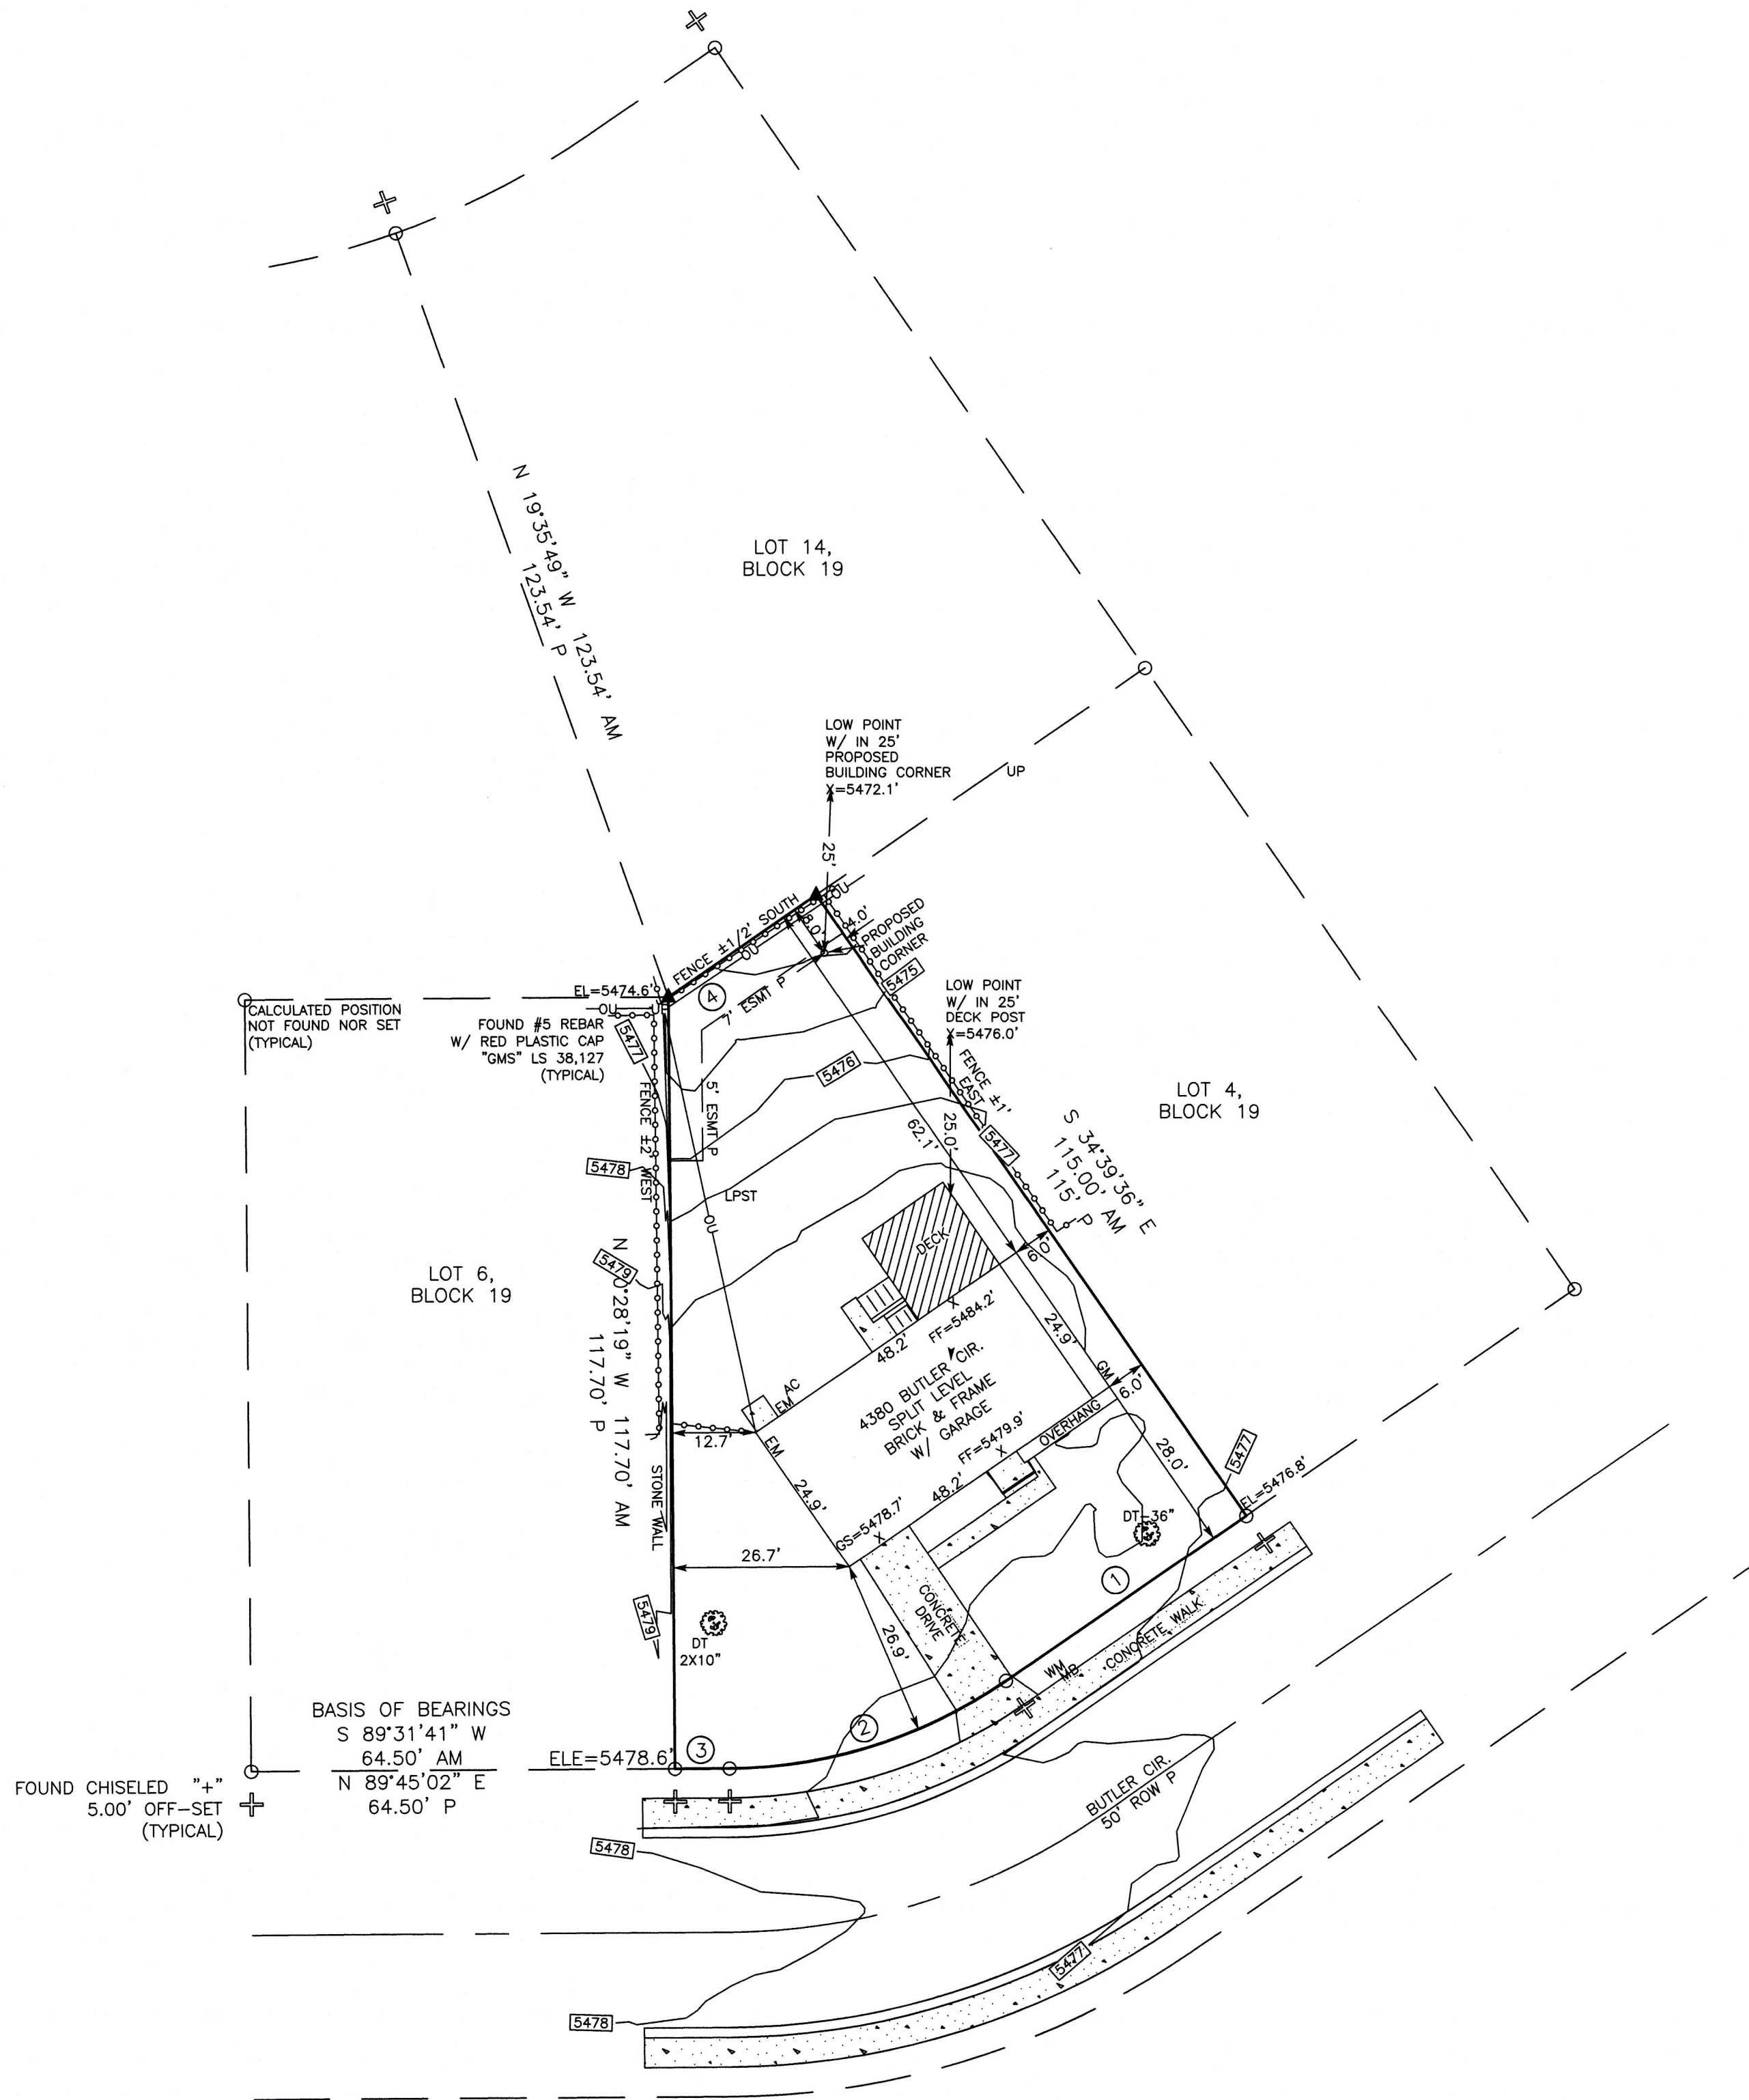 N 19°35'49" W 123.54' AM
123.54' P
LOT 14,
BLOCK 19
LOW POINT
W/ IN 25'
PROPOSED
BUILDING CORNER
X=5472.1'
UP
25'
OU
FENCE ±1/2' SOUTH
8.0'
4.0'
PROPOSED
BUILDING
CORNER
OU
7' ESMT P
5475
EL=5474.6'
4
OU
U
CALCULATED POSITION
NOT FOUND NOR SET
(TYPICAL)
FOUND #5 REBAR
W/ RED PLASTIC CAP
"GMS" LS 38,127
(TYPICAL)
5477
LOW POINT
W/ IN 25'
DECK POST
X=5476.0'
5476
FENCE ±1'
EAST
5' ESMT P
FENCE ±2' WEST
LOT 4,
BLOCK 19
S 34°39'36" E
115.00' AM
115' P
62.1'
25.0'
5477
5478
LPST
OU
DECK
6.0'
N 0°28'19" W 117.70' AM
117.70' P
5479
LOT 6,
BLOCK 19
X
FF=5484.2'
48.2'
24.9'
GM
6.0'
4380 BUTLER CIR.
SPLIT LEVEL
BRICK & FRAME
W/ GARAGE
AC
EM
EM
12.7'
OVERHANG
FF=5479.9'
X
48.2'
28.0'
5477
EL=5476.8'
24.9'
STONE WALL
GS=5478.7'
X
DT-36"
26.7'
1
CONCRETE
DRIVE
5479
DT
2X10"
26.9'
CONCRETE WALK
WM
MB
BASIS OF BEARINGS
S 89°31'41" W
64.50' AM
N 89°45'02" E
64.50' P
ELE=5478.6'
3
2
FOUND CHISELED "+"
5.00' OFF-SET
(TYPICAL)
BUTLER CIR.
50' ROW P
5478
5477
5478